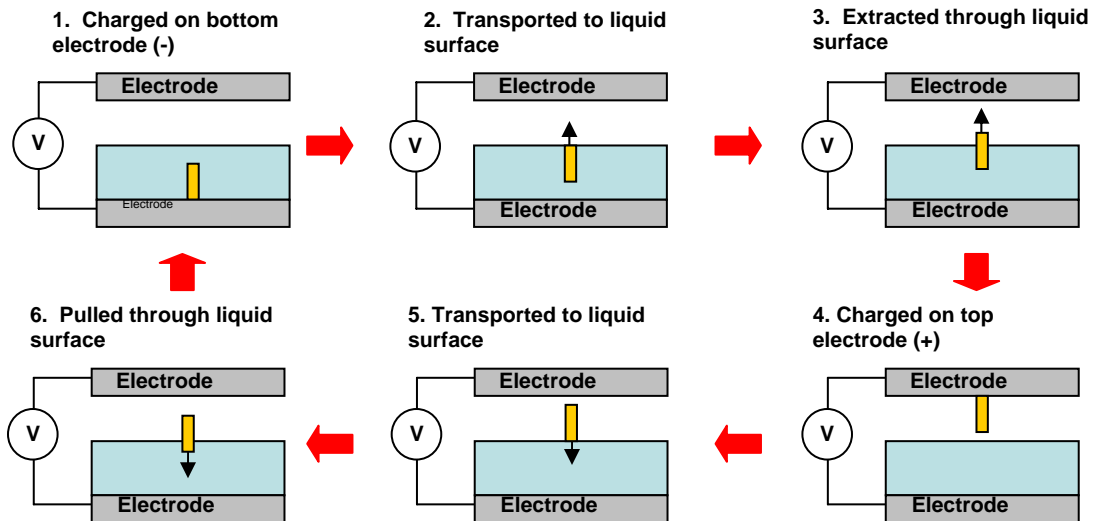 1. Charged on bottom
electrode (-)
Electrode
V
Electrode
2. Transported to liquid
surface
Electrode
V
Electrode
3. Extracted through liquid
surface
Electrode
V
Electrode
4. Charged on top
electrode (+)
Electrode
V
Electrode
5. Transported to liquid
surface
Electrode
V
Electrode
6. Pulled through liquid
surface
Electrode
V
Electrode